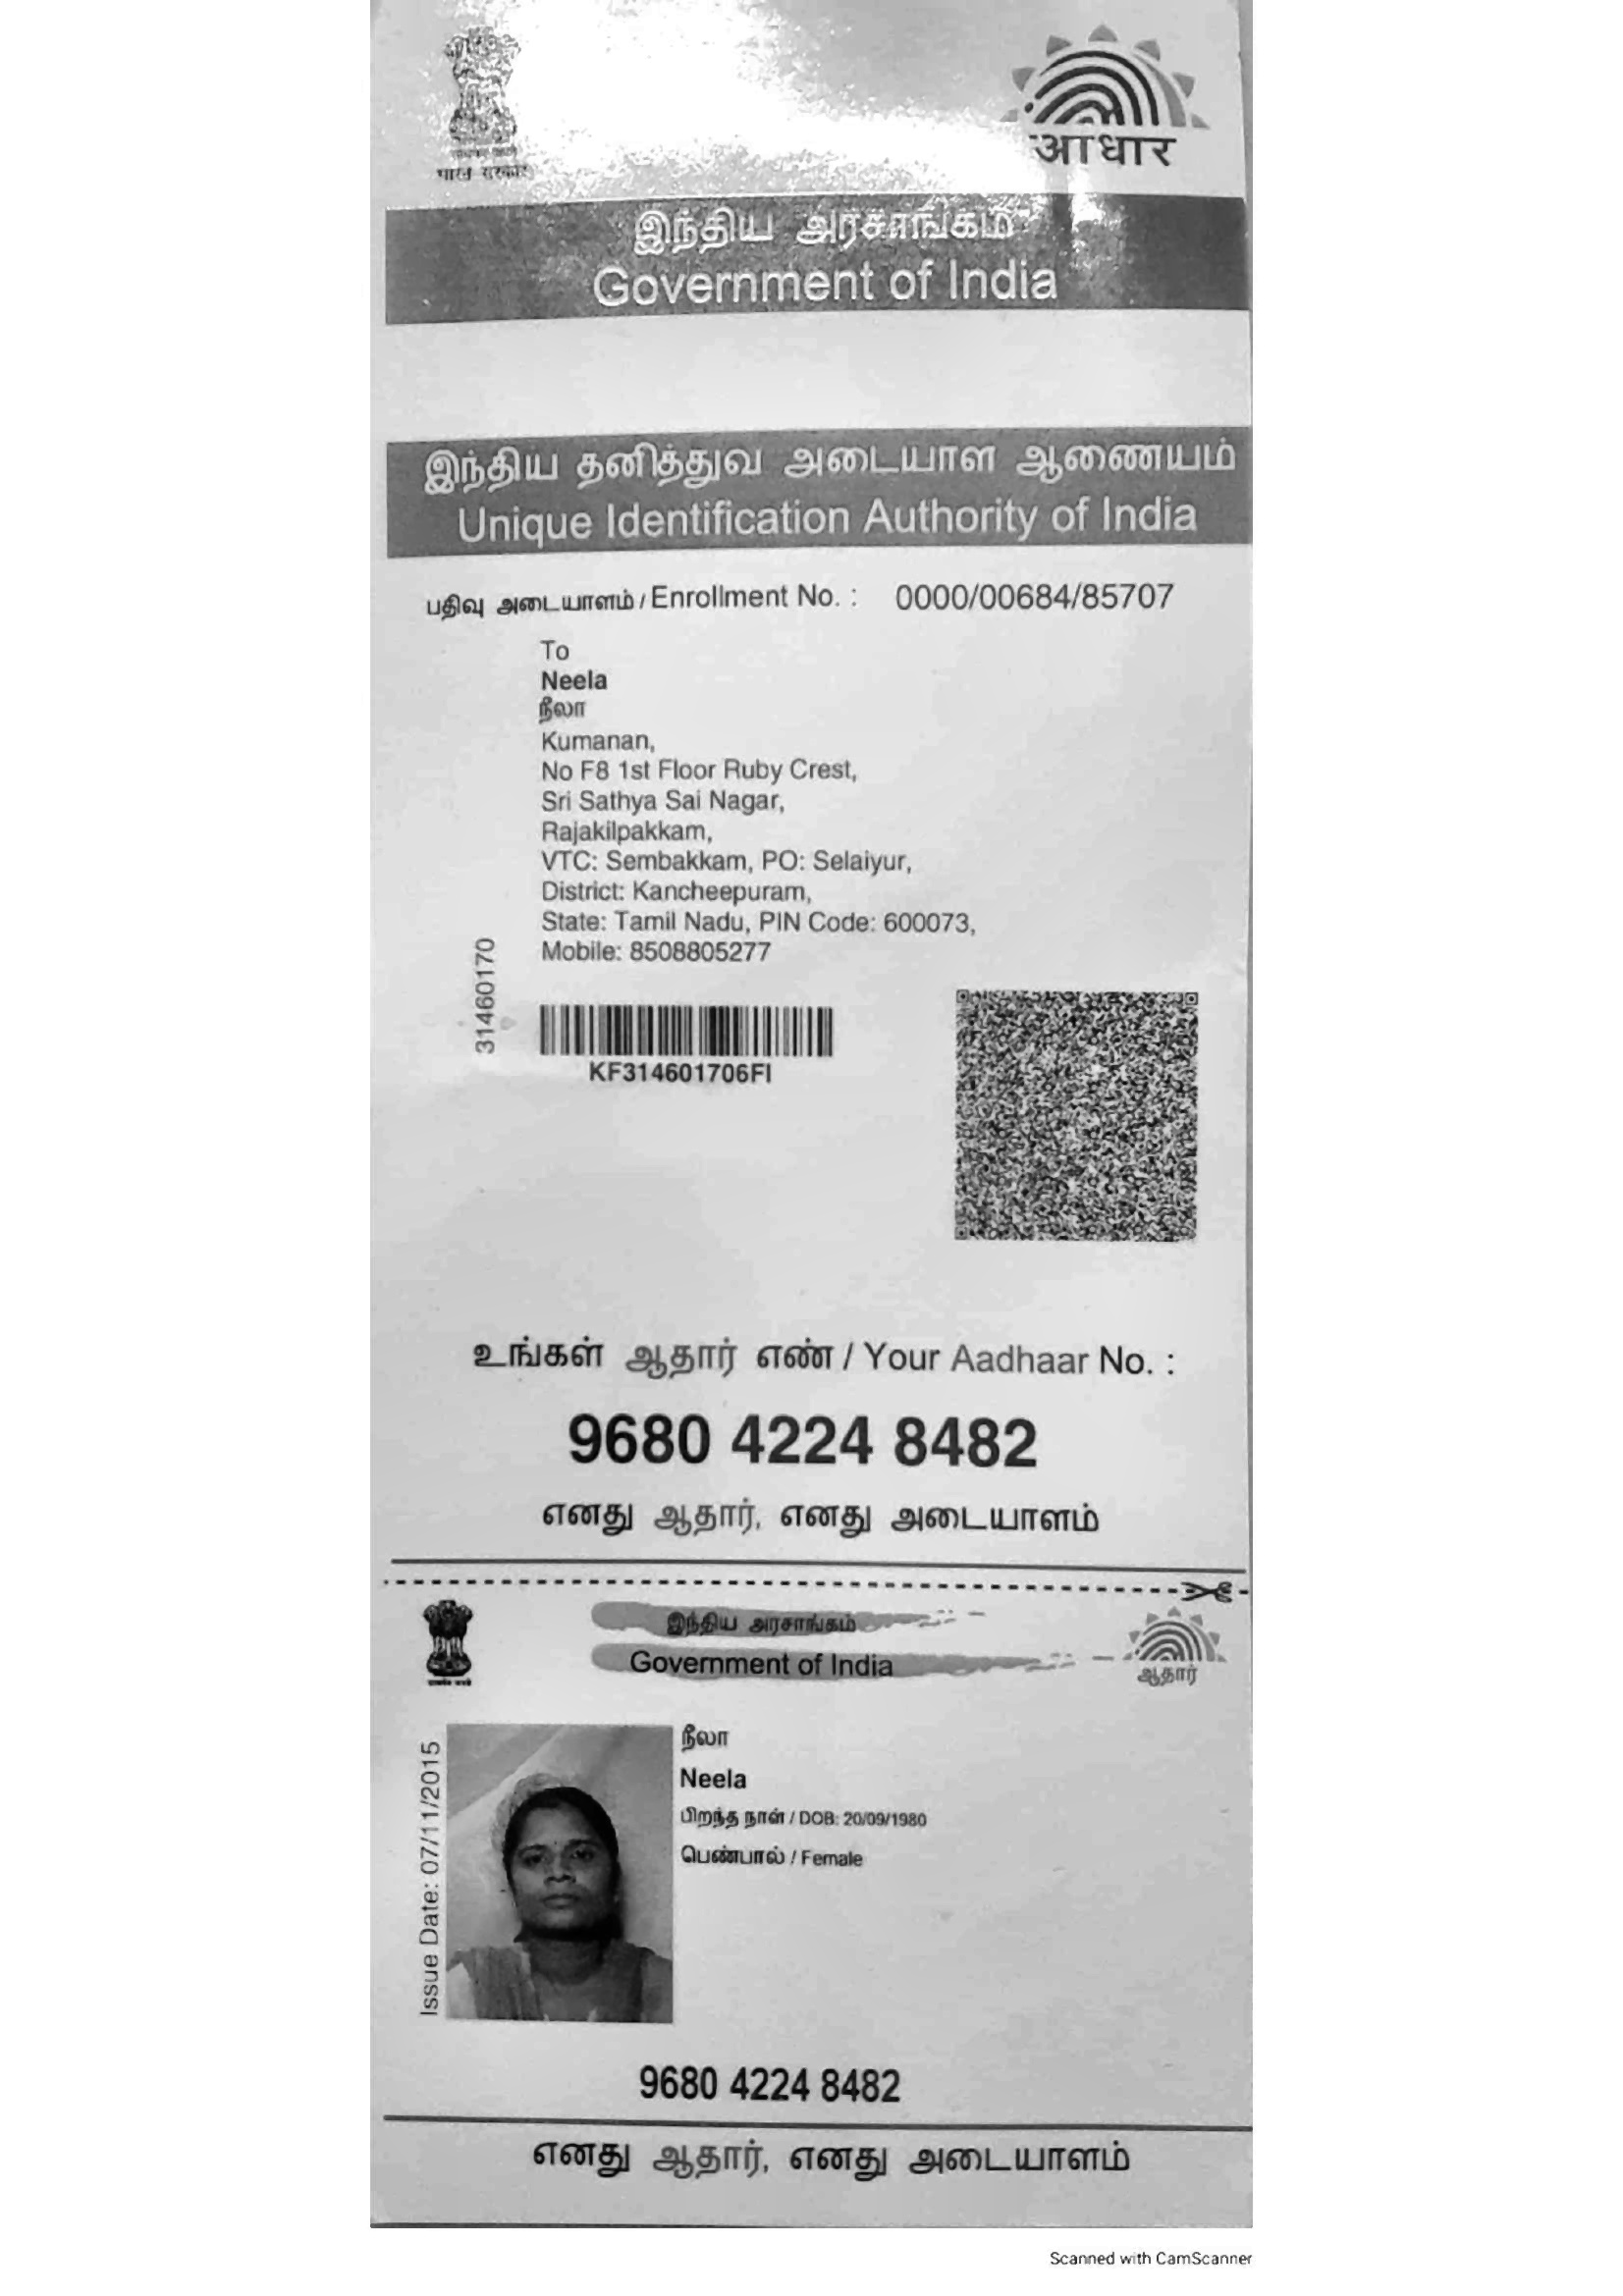 भारत सरकार
आधार
இந்திய அரசாங்கம்
Government of India
இந்திய தனித்துவ அடையாள ஆணையம்
Unique Identification Authority of India
பதிவு அடையாளம் / Enrollment No. : 0000/00684/85707
To
Neela
நீலா
Kumanan,
No F8 1st Floor Ruby Crest,
Sri Sathya Sai Nagar,
Rajakilpakkam,
VTC: Sembakkam, PO: Selaiyur,
District: Kancheepuram,
State: Tamil Nadu, PIN Code: 600073,
Mobile: 8508805277
31460170
KF314601706FI
உங்கள் ஆதார் எண் / Your Aadhaar No. :
9680 4224 8482
எனது ஆதார், எனது அடையாளம்
இந்திய அரசாங்கம்
Government of India
ஆதார்
Issue Date: 07/11/2015
நீலா
Neela
பிறந்த நாள் / DOB: 20/09/1980
பெண்பால் / Female
9680 4224 8482
எனது ஆதார், எனது அடையாளம்
Scanned with CamScanner